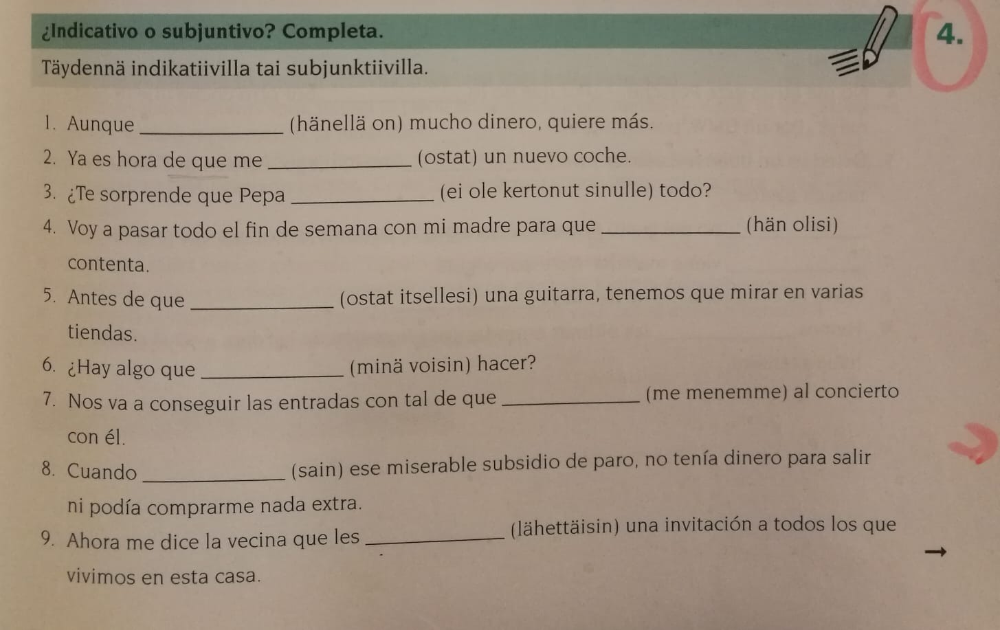 ¿Indicativo o subjuntivo? Completa.
4.
Täydennä indikatiivilla tai subjunktiivilla.
1. Aunque ____________ (hänellä on) mucho dinero, quiere más.
2. Ya es hora de que me ____________ (ostat) un nuevo coche.
3. ¿Te sorprende que Pepa ____________ (ei ole kertonut sinulle) todo?
4. Voy a pasar todo el fin de semana con mi madre para que ____________ (hän olisi)
contenta.
5. Antes de que ____________ (ostat itsellesi) una guitarra, tenemos que mirar en varias
tiendas.
6. ¿Hay algo que ____________ (minä voisin) hacer?
7. Nos va a conseguir las entradas con tal de que ____________ (me menemme) al concierto
con él.
8. Cuando ____________ (sain) ese miserable subsidio de paro, no tenía dinero para salir
ni podía comprarme nada extra.
9. Ahora me dice la vecina que les ____________ (lähettäisin) una invitación a todos los que
vivimos en esta casa.